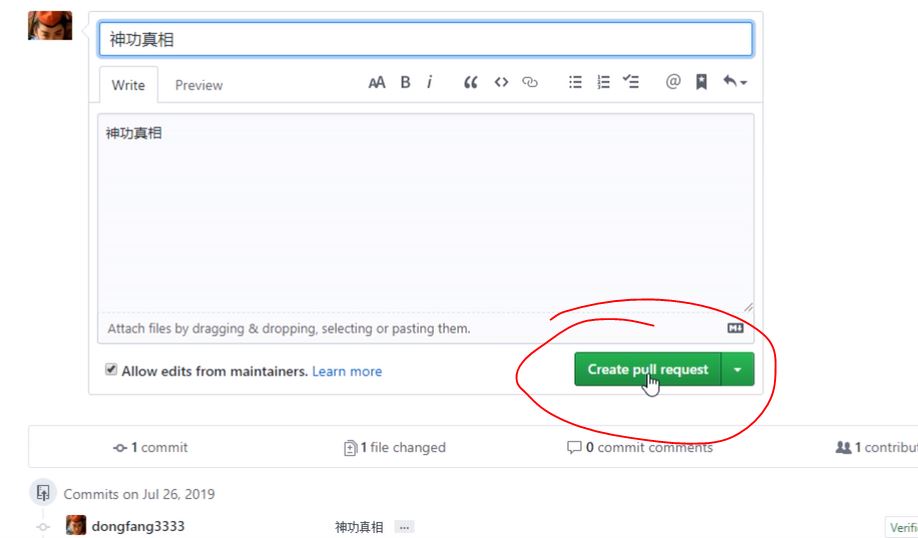 神功真相
Write Preview AA B i
神功真相
Attach files by dragging & dropping, selecting or pasting them.
Allow edits from maintainers. Learn more
Create pull request
1 commit 1 file changed 0 commit comments 1 contribu
Commits on Jul 26, 2019
dongfang3333 神功真相 ... Verifi